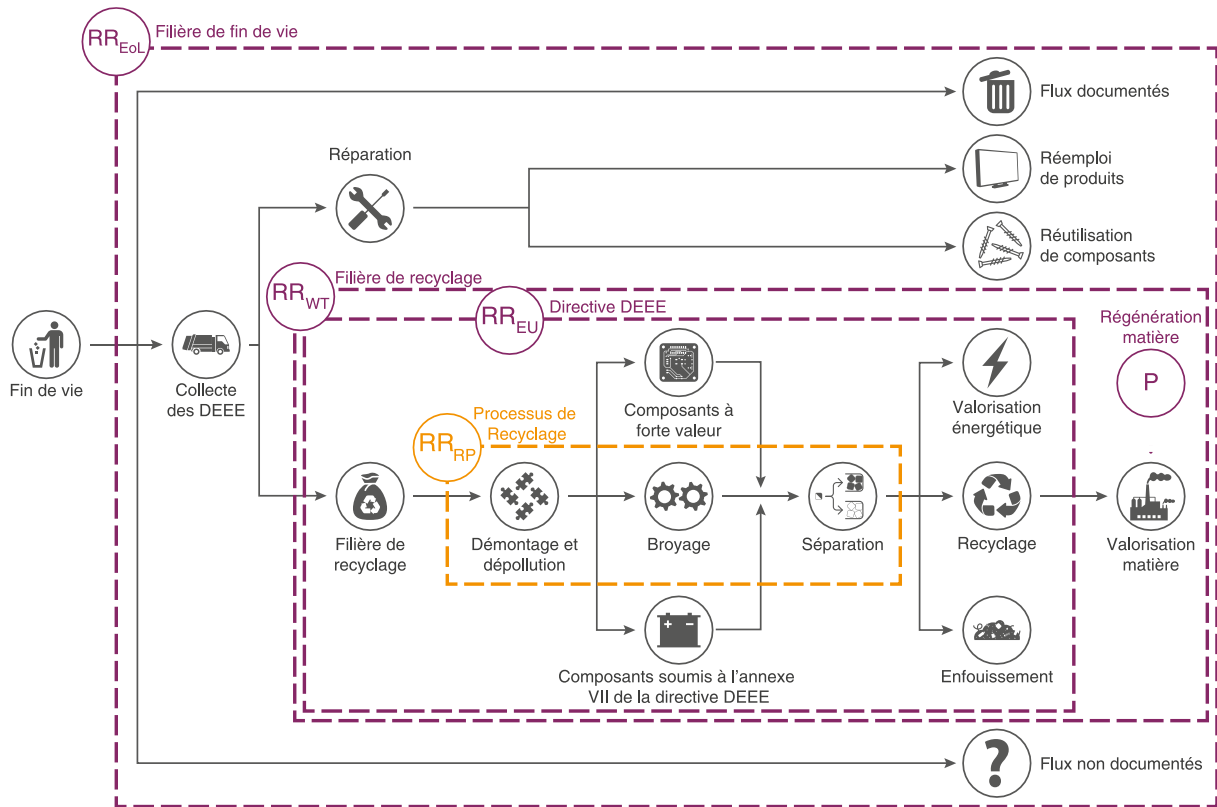 RR EoL
Filière de fin de vie
Flux documentés
Réparation
Réemploi
de produits
Réutilisation
de composants
RR WT
Filière de recyclage
RR EU
Directive DEEE
Régénération
matière
P
Fin de vie
Collecte
des DEEE
Composants à
forte valeur
Valorisation
énergétique
RR RP
Processus de
Recyclage
Filière de
recyclage
Démontage et
dépollution
Broyage
Séparation
Recyclage
Valorisation
matière
Composants soumis à l'annexe
VII de la directive DEEE
Enfouissement
Flux non documentés